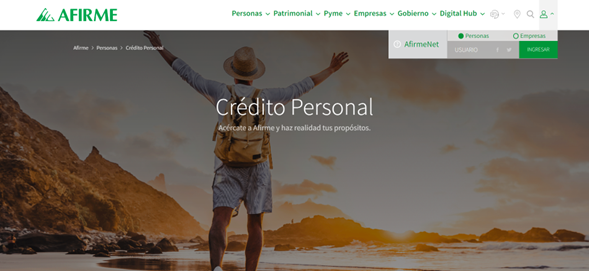 AFIRME
Personas Patrimonial Pyme Empresas Gobierno Digital Hub
Afirme > Personas > Crédito Personal
AfirmeNet
Personas Empresas
USUARIO
INGRESAR
Crédito Personal
Acércate a Afirme y haz realidad tus propósitos.